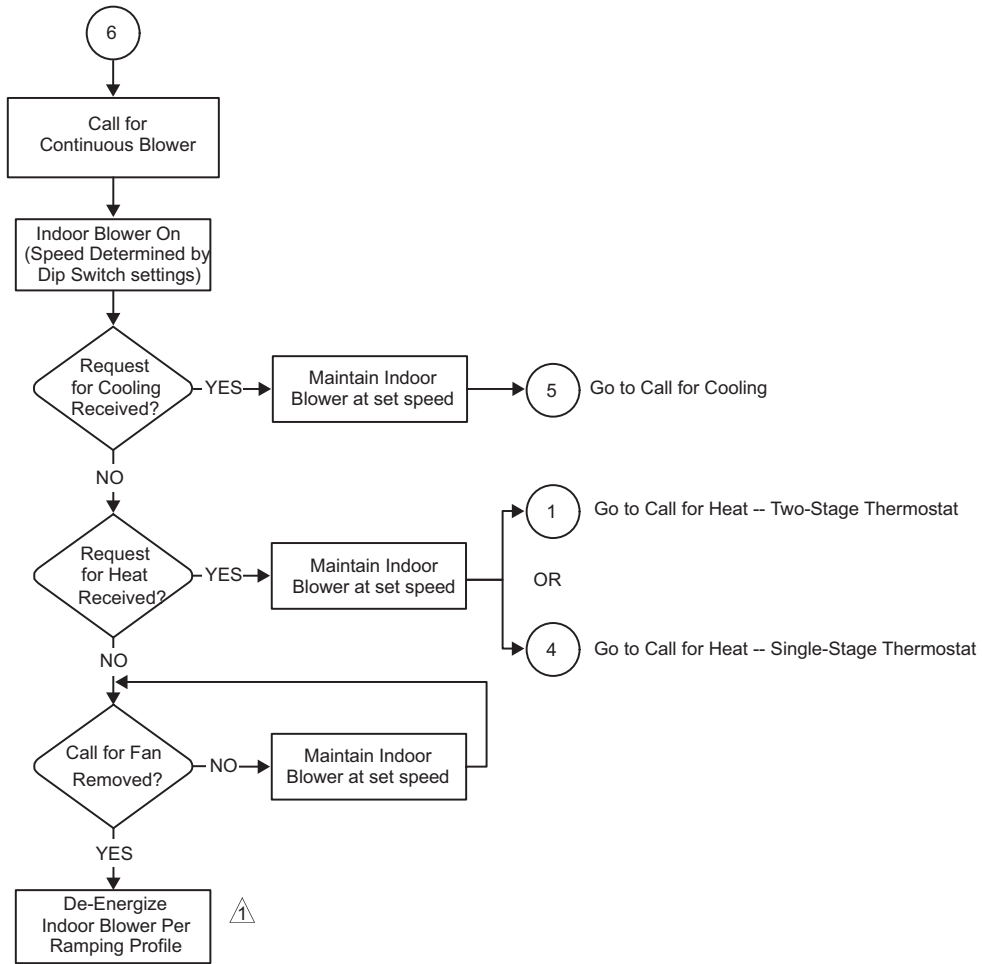 6
Call for
Continuous Blower
Indoor Blower On
(Speed Determined by
Dip Switch settings)
Request
for Cooling
Received?
YES
Maintain Indoor
Blower at set speed
5
Go to Call for Cooling
NO
Request
for Heat
Received?
YES
Maintain Indoor
Blower at set speed
1
Go to Call for Heat -- Two-Stage Thermostat
OR
4
Go to Call for Heat -- Single-Stage Thermostat
NO
Call for Fan
Removed?
NO
Maintain Indoor
Blower at set speed
YES
De-Energize
Indoor Blower Per
Ramping Profile
1